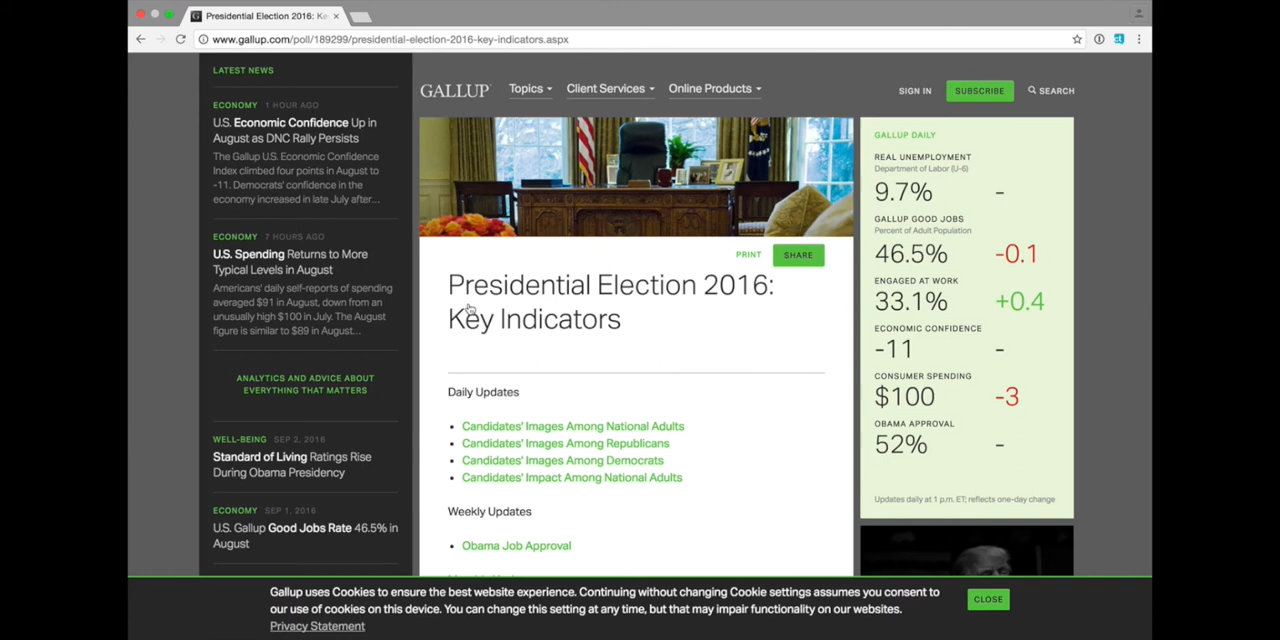 Presidential Election 2016: Ke
www.gallup.com/poll/189299/presidential-election-2016-key-indicators.aspx
LATEST NEWS
ECONOMY 1 HOUR AGO
U.S. Economic Confidence Up in
August as DNC Rally Persists
The Gallup U.S. Economic Confidence
Index climbed four points in August to
-11. Democrats' confidence in the
economy increased in late July after...
ECONOMY 7 HOURS AGO
U.S. Spending Returns to More
Typical Levels in August
Americans' daily self-reports of spending
averaged $91 in August, down from an
unusually high $100 in July. The August
figure is similar to $89 in August...
ANALYTICS AND ADVICE ABOUT
EVERYTHING THAT MATTERS
WELL-BEING SEP 2, 2016
Standard of Living Ratings Rise
During Obama Presidency
ECONOMY SEP 1, 2016
U.S. Gallup Good Jobs Rate 46.5% in
August
GALLUP Topics Client Services Online Products
SIGN IN SUBSCRIBE SEARCH
PRINT SHARE
Presidential Election 2016:
Key Indicators
Daily Updates
• Candidates' Images Among National Adults
• Candidates' Images Among Republicans
• Candidates' Images Among Democrats
• Candidates' Impact Among National Adults
Weekly Updates
• Obama Job Approval
GALLUP DAILY
REAL UNEMPLOYMENT
Department of Labor (U-6)
9.7% -
GALLUP GOOD JOBS
Percent of Adult Population
46.5% -0.1
ENGAGED AT WORK
33.1% +0.4
ECONOMIC CONFIDENCE
-11 -
CONSUMER SPENDING
$100 -3
OBAMA APPROVAL
52% -
Updates daily at 1 p.m. ET; reflects one-day change
Gallup uses Cookies to ensure the best website experience. Continuing without changing Cookie settings assumes you consent to
our use of cookies on this device. You can change this setting at any time, but that may impair functionality on our websites.
Privacy Statement
CLOSE